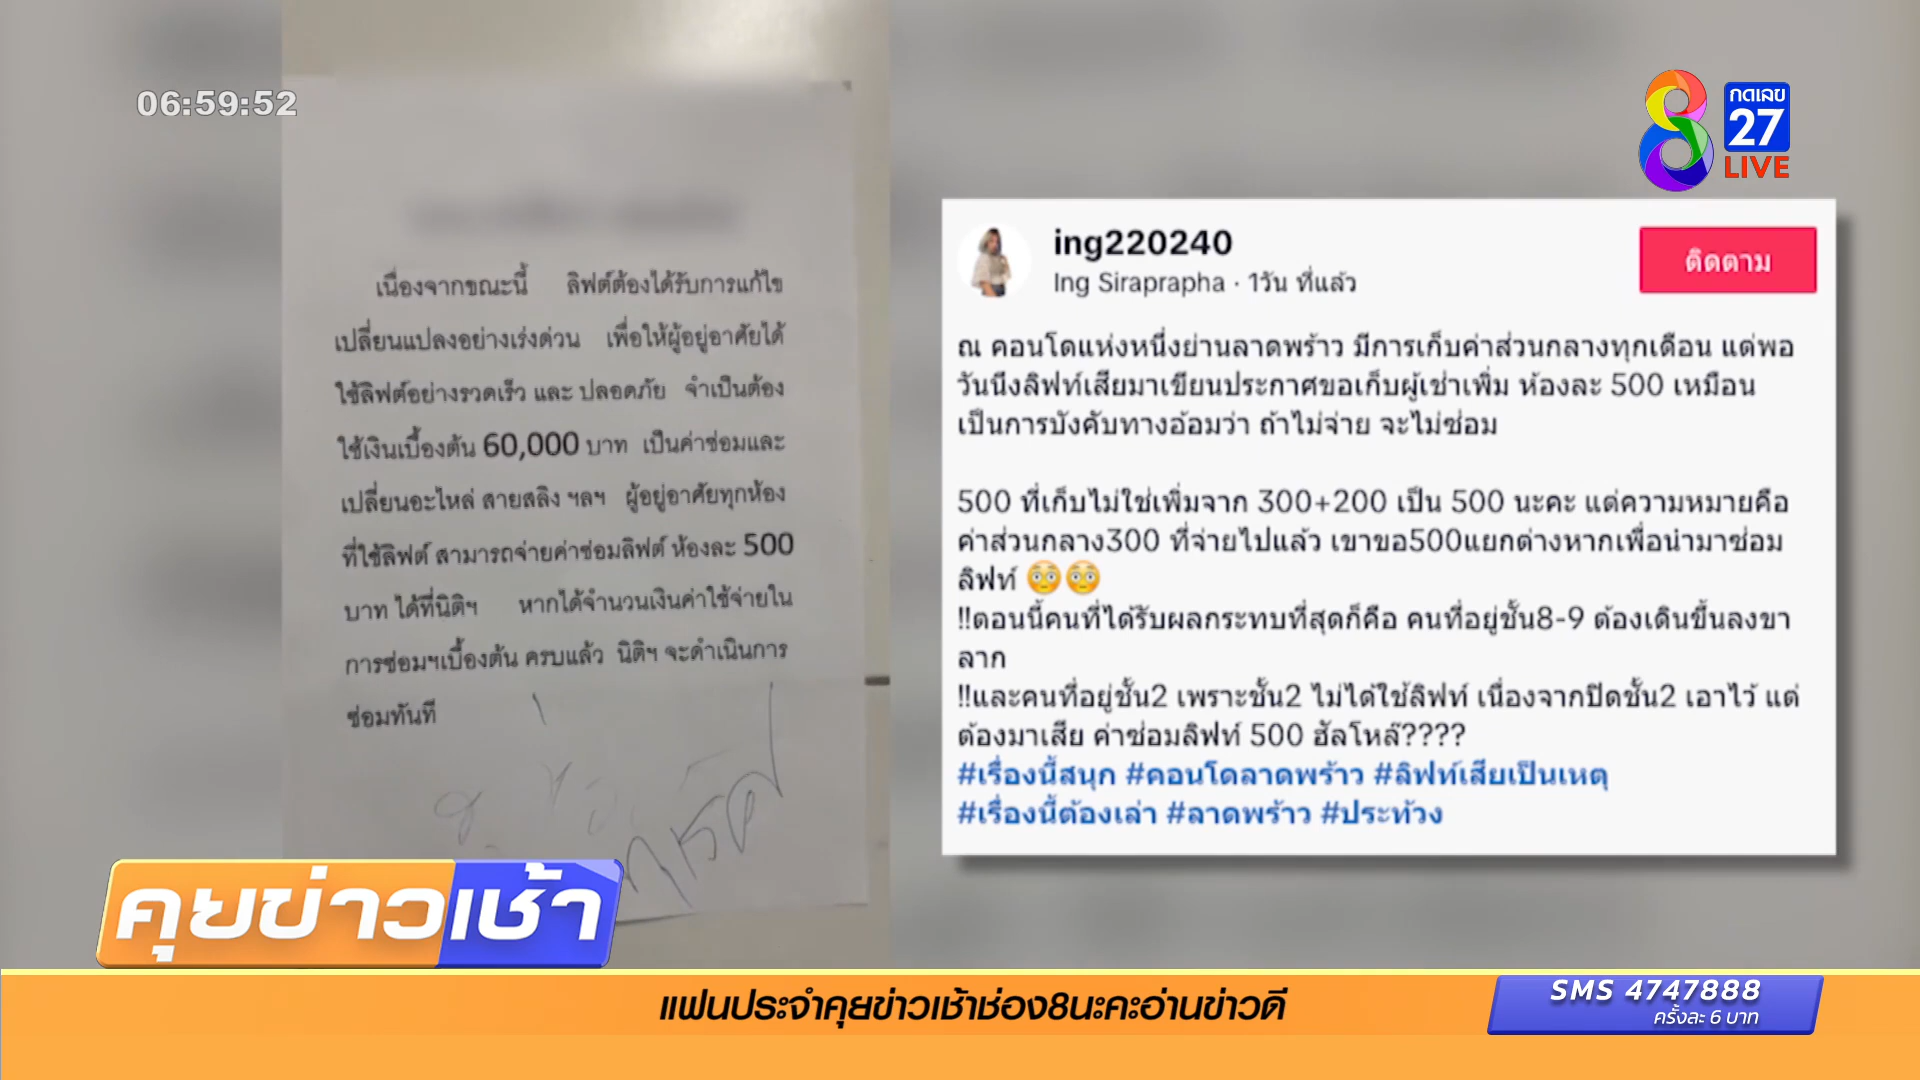 06:59:52
กดเลข
27
LIVE
เนื่องจากขณะนี้ ลิฟต์ต้องได้รับการแก้ไข
เปลี่ยนแปลงอย่างเร่งด่วน เพื่อให้ผู้อยู่อาศัยได้
ใช้ลิฟต์อย่างรวดเร็ว และ ปลอดภัย จำเป็นต้อง
ใช้เงินเบื้องต้น 60,000 บาท เป็นค่าซ่อมและ
เปลี่ยนอะไหล่ สายสลิง ฯลฯ ผู้อยู่อาศัยทุกห้อง
ที่ใช้ลิฟต์ สามารถจ่ายค่าซ่อมลิฟต์ ห้องละ 500
บาท ได้ที่นิติฯ หากได้จำนวนเงินค่าใช้จ่ายใน
การซ่อมฯเบื้องต้น ครบแล้ว นิติฯ จะดำเนินการ
ซ่อมทันที
ing220240
Ing Siraprapha · 1วัน ที่แล้ว
ติดตาม
ณ คอนโดแห่งหนึ่งย่านลาดพร้าว มีการเก็บค่าส่วนกลางทุกเดือน แต่พอ
วันนึงลิฟท์เสียมาเขียนประกาศขอเก็บผู้เช่าเพิ่ม ห้องละ 500 เหมือน
เป็นการบังคับทางอ้อมว่า ถ้าไม่จ่าย จะไม่ซ่อม
500 ที่เก็บไม่ใช่เพิ่มจาก 300+200 เป็น 500 นะคะ แต่ความหมายคือ
ค่าส่วนกลาง300 ที่จ่ายไปแล้ว เขาขอ500แยกต่างหากเพื่อนำมาซ่อม
ลิฟท์ 😳😳
‼ตอนนี้คนที่ได้รับผลกระทบที่สุดก็คือ คนที่อยู่ชั้น8-9 ต้องเดินขึ้นลงขา
ลาก
‼และคนที่อยู่ชั้น2 เพราะชั้น2 ไม่ได้ใช้ลิฟท์ เนื่องจากปิดชั้น2 เอาไว้ แต่
ต้องมาเสีย ค่าซ่อมลิฟท์ 500 ฮัลโหล๊????
#เรื่องนี้สนุก #คอนโดลาดพร้าว #ลิฟท์เสียเป็นเหตุ
#เรื่องนี้ต้องเล่า #ลาดพร้าว #ประท้วง
คุยข่าวเช้า
แฟนประจำคุยข่าวเช้าช่อง8นะคะอ่านข่าวดี
SMS 4747888
ครั้งละ 6 บาท